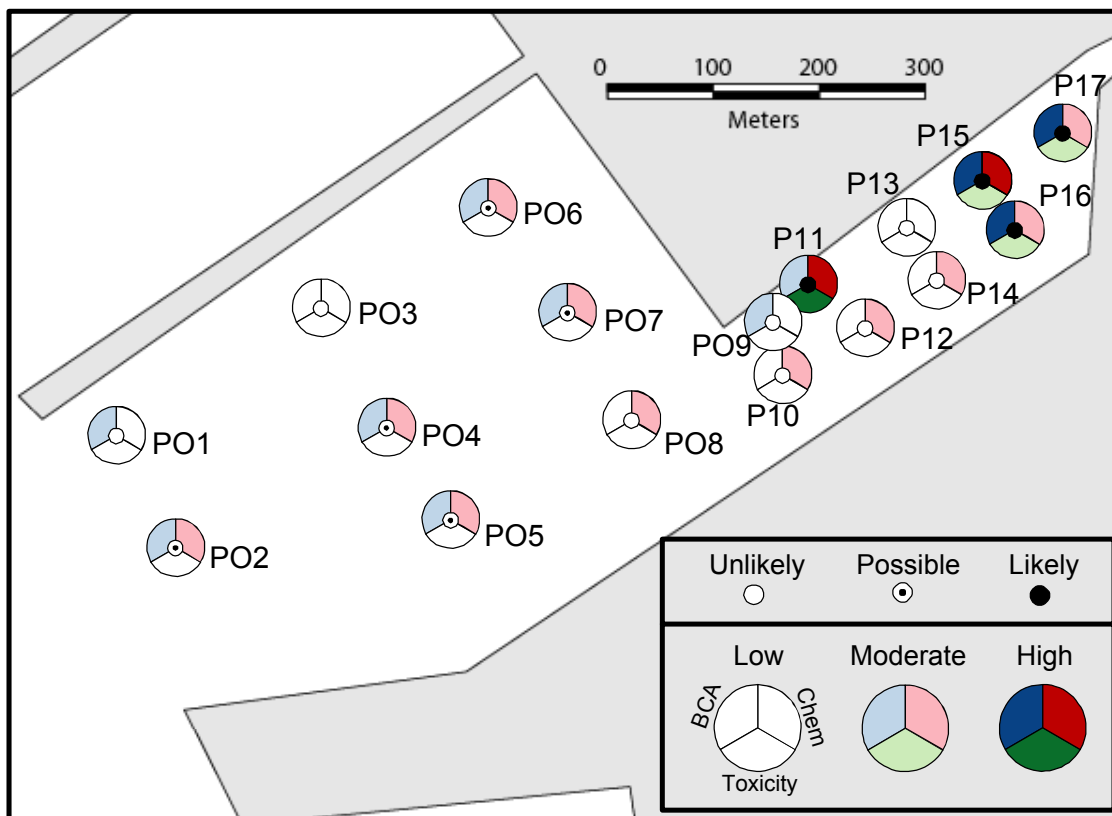 0 100 200 300
Meters
P17
P15
P13
P16
PO6
P11
P14
PO3
PO7
PO9
P12
P10
PO1
PO4
PO8
PO5
PO2
Unlikely Possible Likely
Low Moderate High
BCA Chem
Toxicity